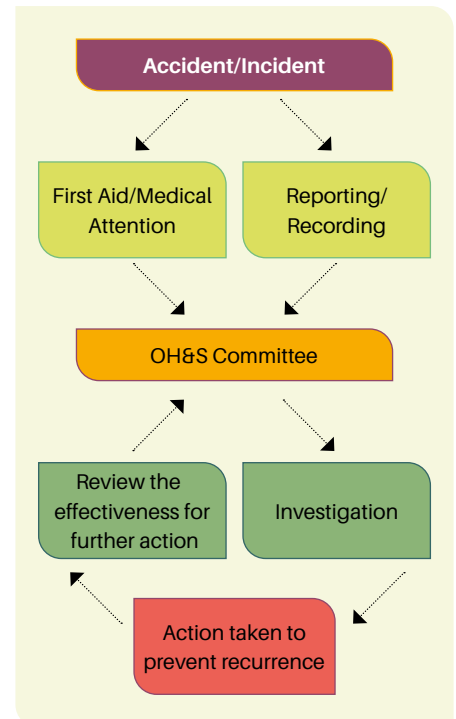 Accident/Incident
First Aid/Medical
Attention
Reporting/
Recording
OH&S Committee
Review the
effectiveness for
further action
Investigation
Action taken to
prevent recurrence